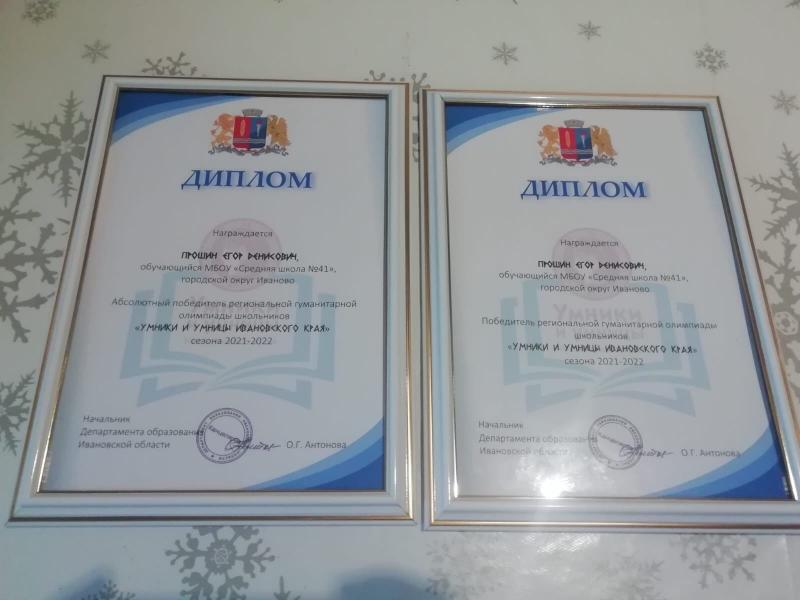 ДИПЛОМ
Награждается
ПРОШИН ЕГОР ДЕНИСОВИЧ,
обучающийся МБОУ «Средняя школа №41»,
городской округ Иваново
Абсолютный победитель региональной гуманитарной
олимпиады школьников
«УМНИКИ И УМНИЦЫ ИВАНОВСКОГО КРАЯ»
сезона 2021-2022
Начальник
Департамента образования
Ивановской области
О.Г. Антонова
ДИПЛОМ
Награждается
ПРОШИН ЕГОР ДЕНИСОВИЧ,
обучающийся МБОУ «Средняя школа №41»,
городской округ Иваново
Умники
Победитель региональной гуманитарной олимпиады
школьников
«УМНИКИ И УМНИЦЫ ИВАНОВСКОГО КРАЯ»
сезона 2021-2022
Начальник
Департамента образования
Ивановской области
О.Г. Антонова